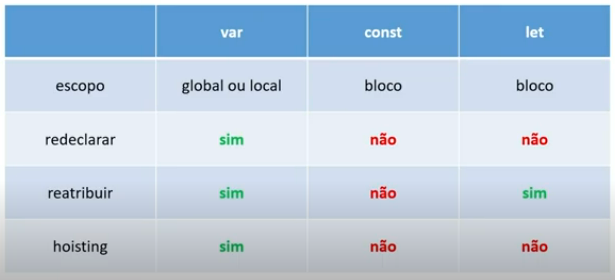 var const let
escopo global ou local bloco bloco
redeclarar sim não não
reatribuir sim não sim
hoisting sim não não